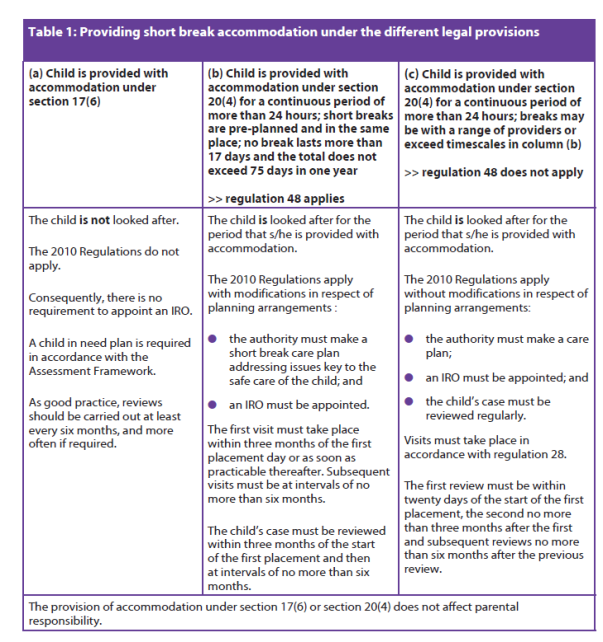 Table 1: Providing short break accommodation under the different legal provisions
(a) Child is provided with
accommodation under
section 17(6)
(b) Child is provided with
accommodation under section
20(4) for a continuous period of
more than 24 hours; short breaks
are pre-planned and in the same
place; no break lasts more than
17 days and the total does not
exceed 75 days in one year
>> regulation 48 applies
(c) Child is provided with
accommodation under section
20(4) for a continuous period of
more than 24 hours; breaks may
be with a range of providers or
exceed timescales in column (b)
>> regulation 48 does not apply
The child is not looked after.
The 2010 Regulations do not
apply.
Consequently, there is no
requirement to appoint an IRO.
A child in need plan is required
in accordance with the
Assessment Framework.
As good practice, reviews
should be carried out at least
every six months, and more
often if required.
The child is looked after for the
period that s/he is provided with
accommodation.
The 2010 Regulations apply
with modifications in respect of
planning arrangements :
● the authority must make a
short break care plan
addressing issues key to the
safe care of the child; and
● an IRO must be appointed.
The first visit must take place
within three months of the first
placement day or as soon as
practicable thereafter. Subsequent
visits must be at intervals of no
more than six months.
The child's case must be reviewed
within three months of the start
of the first placement and then
at intervals of no more than six
months.
The child is looked after for the
period that s/he is provided with
accommodation.
The 2010 Regulations apply
without modifications in respect of
planning arrangements:
● the authority must make a care
plan;
● an IRO must be appointed; and
● the child's case must be
reviewed regularly.
Visits must take place in
accordance with regulation 28.
The first review must be within
twenty days of the start of the first
placement, the second no more
than three months after the first
and subsequent reviews no more
than six months after the previous
review.
The provision of accommodation under section 17(6) or section 20(4) does not affect parental
responsibility.